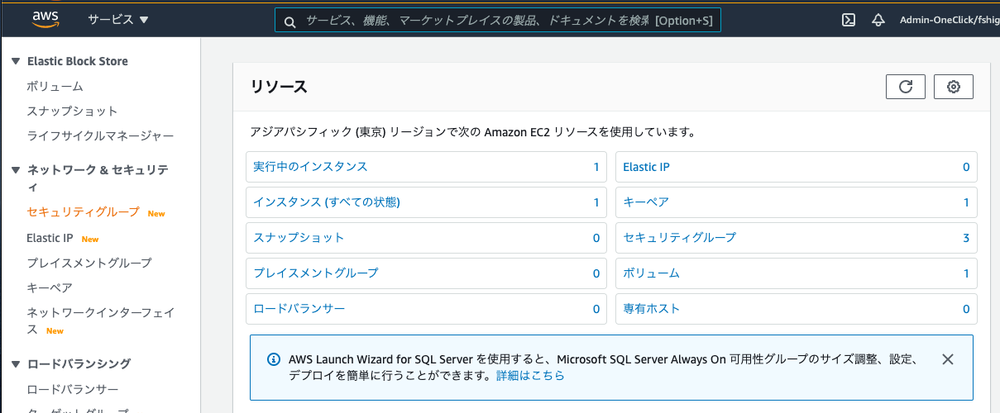 aws
サービス
サービス、機能、マーケットプレイスの製品、ドキュメントを検索 [Option+S]
Admin-OneClick/fshig
Elastic Block Store
ボリューム
スナップショット
ライフサイクルマネージャー
ネットワーク & セキュリテ
ィ
セキュリティグループ New
Elastic IP New
プレイスメントグループ
キーペア
ネットワークインターフェイ
ス New
ロードバランシング
ロードバランサー
ターゲットグループ
リソース
アジアパシフィック (東京) リージョンで次の Amazon EC2 リソースを使用しています。
実行中のインスタンス 1
Elastic IP 0
インスタンス (すべての状態) 1
キーペア 1
スナップショット 0
セキュリティグループ 3
プレイスメントグループ 0
ボリューム 1
ロードバランサー 0
専有ホスト 0
AWS Launch Wizard for SQL Server を使用すると、Microsoft SQL Server Always On 可用性グループのサイズ調整、設定、
デプロイを簡単に行うことができます。詳細はこちら